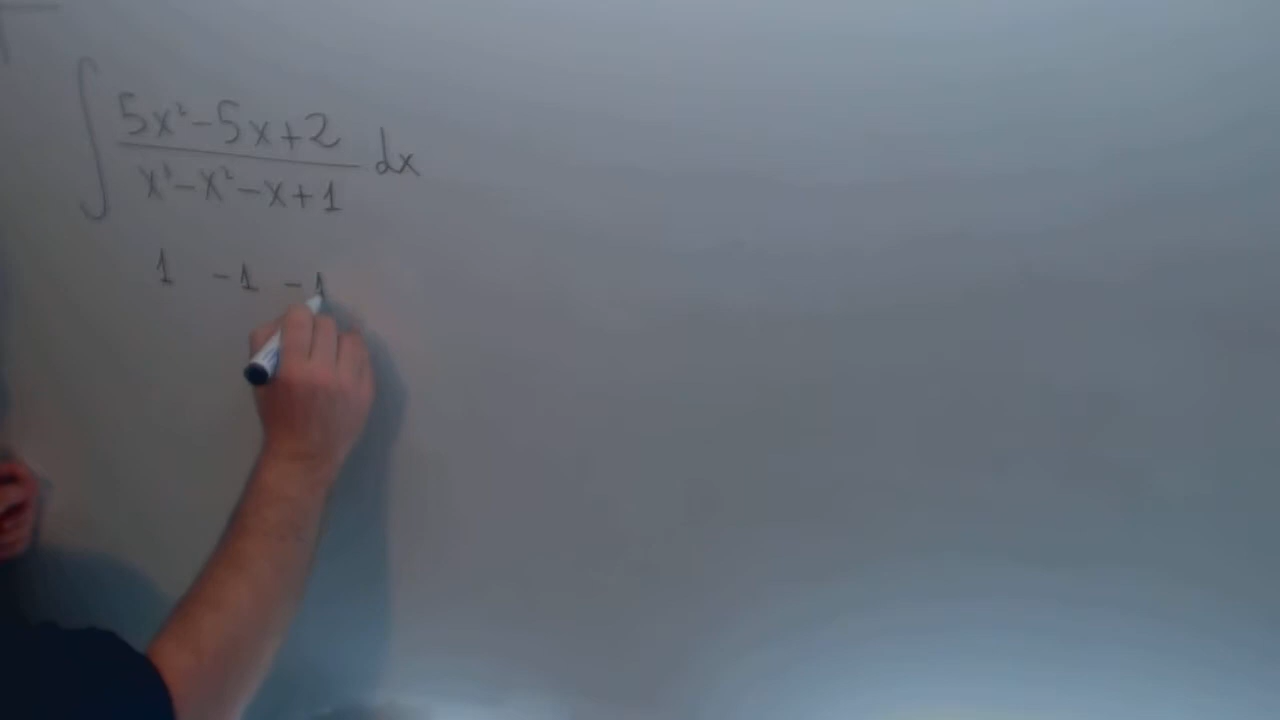 ∫ (5x² - 5x + 2)/(x³ - x² - x + 1) dx
1 -1 -1